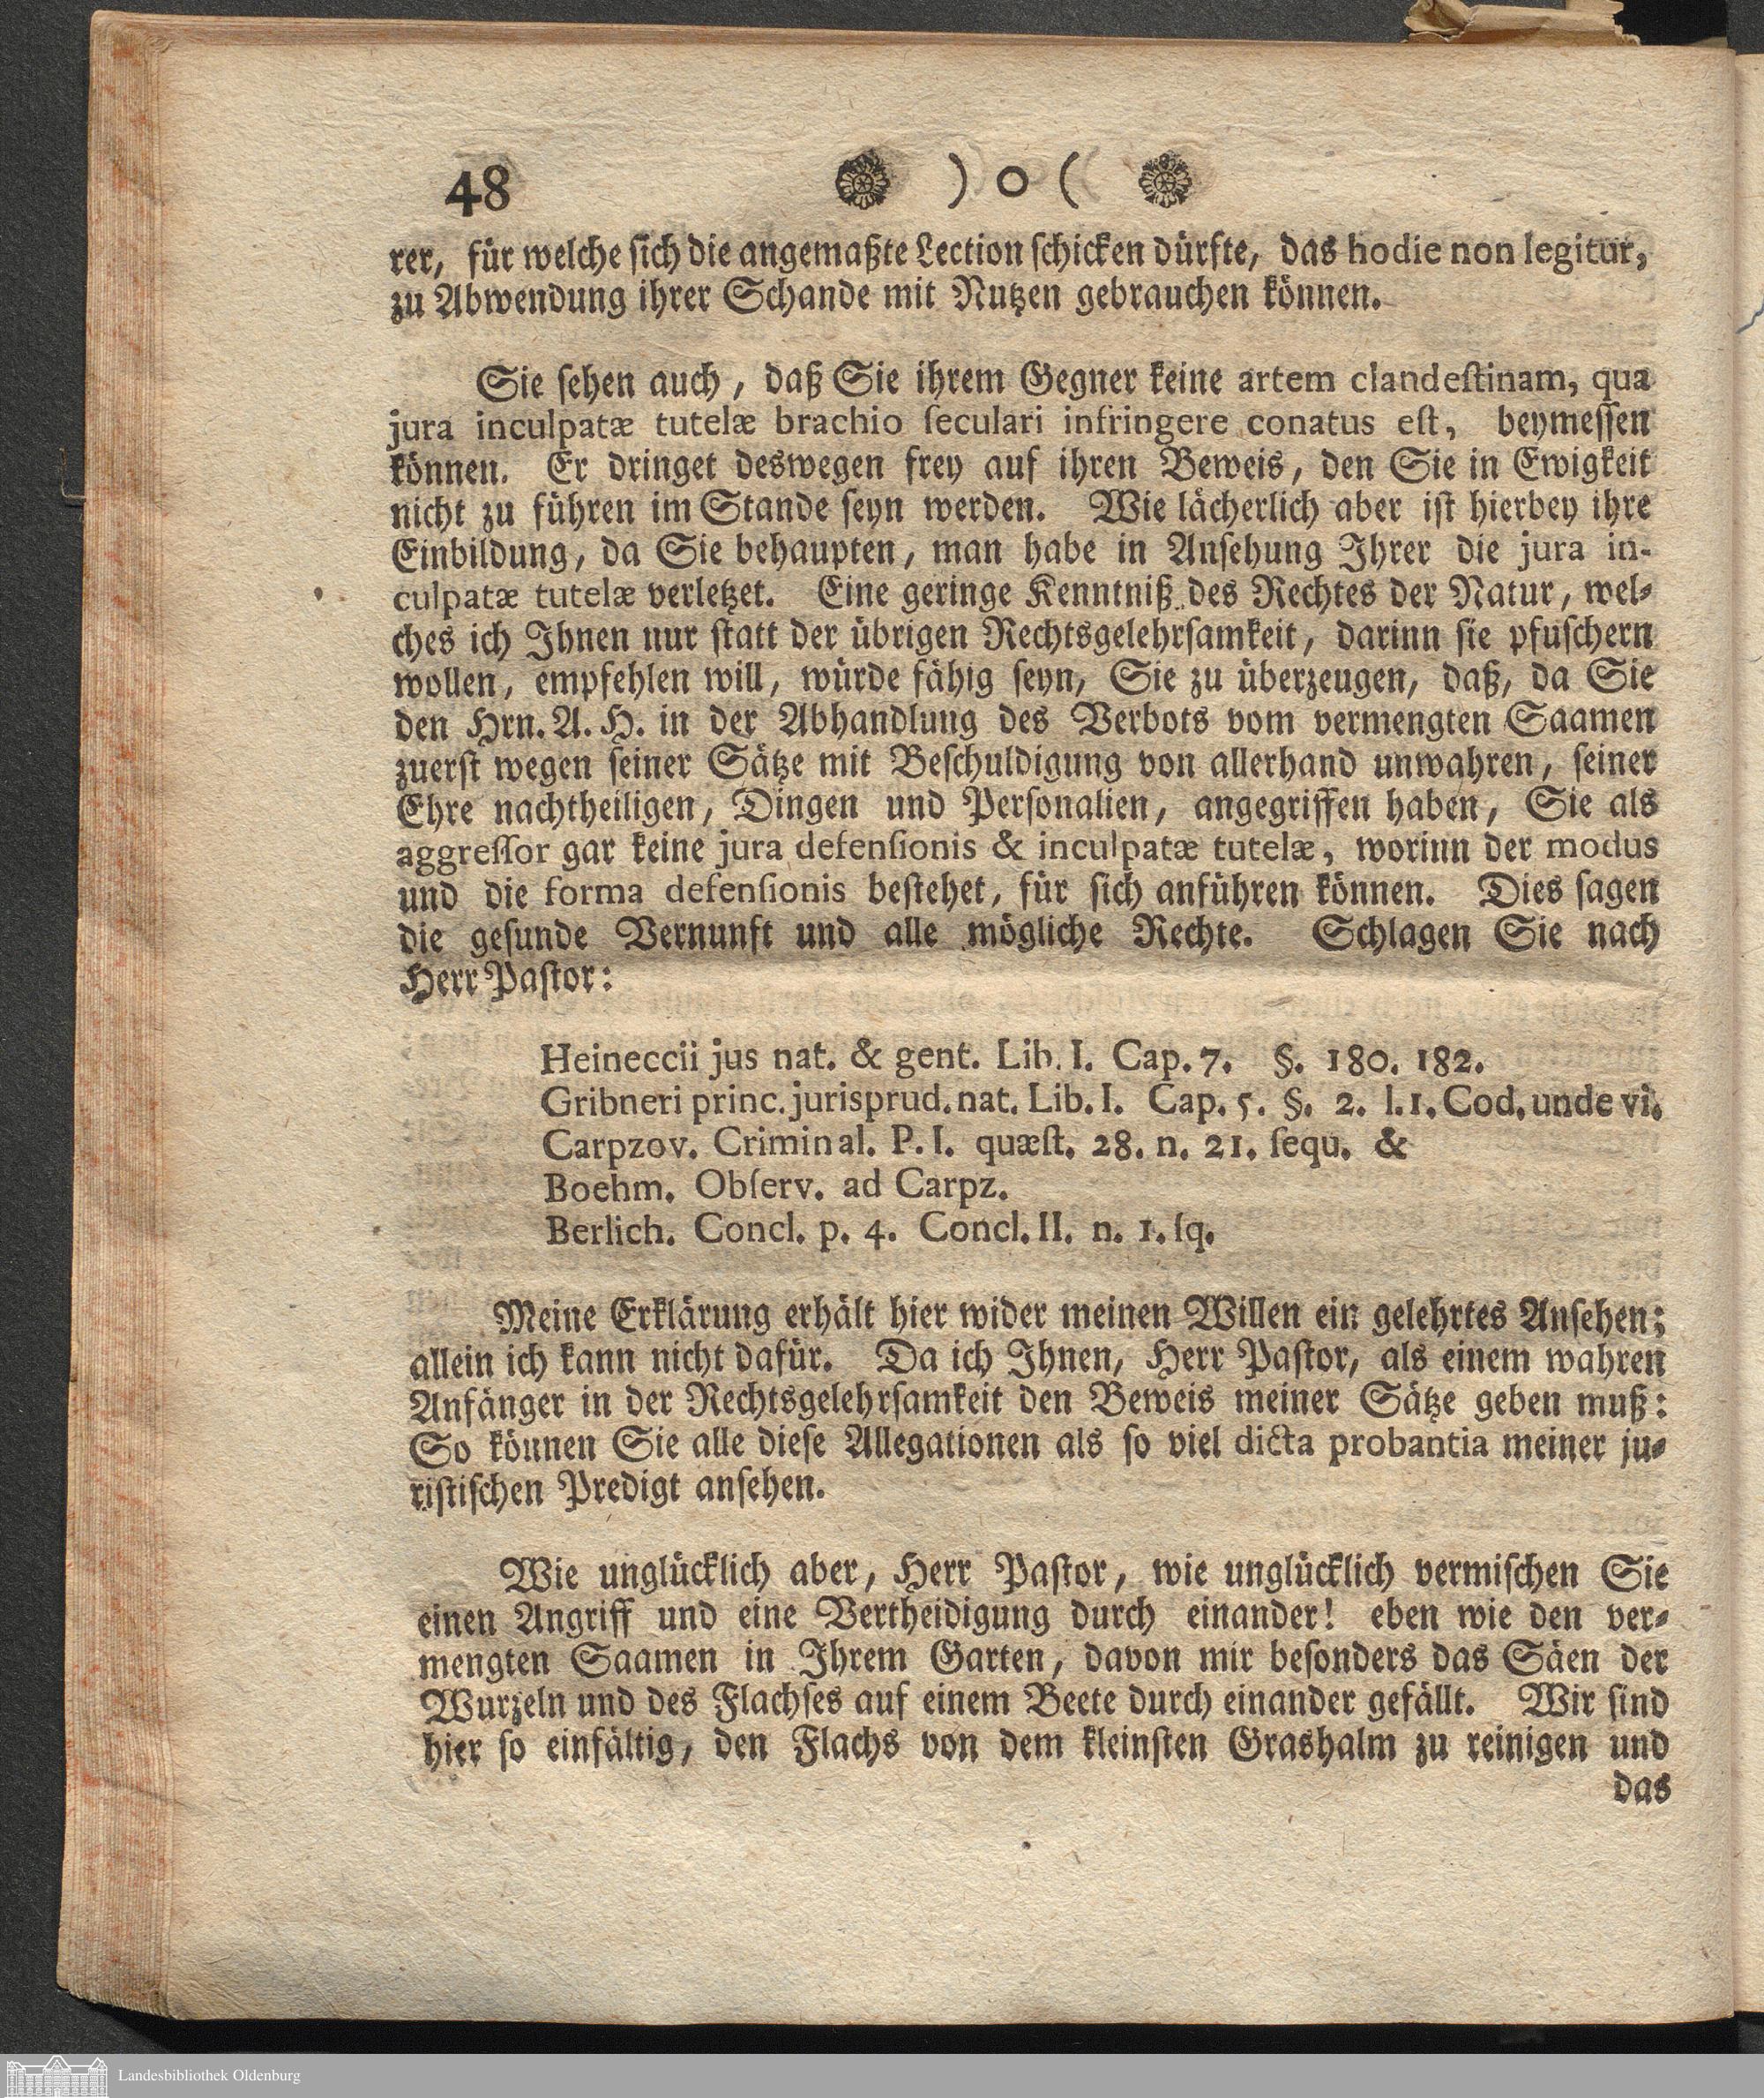 48 ) o (
rer, für welche sich die angemaßte Lection schicken dürfte, das hodie non legitur,
zu Abwendung ihrer Schande mit Nutzen gebrauchen können.
Sie sehen auch, daß Sie ihrem Gegner keine artem clandestinam, qua
jura inculpatæ tutelæ brachio seculari infringere conatus est, beymessen
können. Er dringet deswegen frey auf ihren Beweis, den Sie in Ewigkeit
nicht zu führen im Stande seyn werden. Wie lächerlich aber ist hierbey ihre
Einbildung, da Sie behaupten, man habe in Ansehung Ihrer die jura in-
culpatæ tutelæ verletzet. Eine geringe Kenntniß des Rechtes der Natur, wel-
ches ich Ihnen nur statt der übrigen Rechtsgelehrsamkeit, darinn sie pfuschern
wollen, empfehlen will, würde fähig seyn, Sie zu überzeugen, daß, da Sie
den Hrn. A. H. in der Abhandlung des Verbots vom vermengten Saamen
zuerst wegen seiner Sätze mit Beschuldigung von allerhand unwahren, seiner
Ehre nachtheiligen, Dingen und Personalien, angegriffen haben, Sie als
aggressor gar keine jura defensionis & inculpatæ tutelæ, worinn der modus
und die forma defensionis bestehet, für sich anführen können. Dies sagen
die gesunde Vernunft und alle mögliche Rechte. Schlagen Sie nach
Herr Pastor:
Heineccii jus nat. & gent. Lib. I. Cap. 7. §. 180. 182.
Gribneri princ. jurisprud. nat. Lib. I. Cap. 5. §. 2. l. 1. Cod. unde vi.
Carpzov. Criminal. P. I. quæst. 28. n. 21. sequ. &
Boehm. Observ. ad Carpz.
Berlich. Concl. p. 4. Concl. II. n. 1. sq.
Meine Erklärung erhält hier wider meinen Willen ein gelehrtes Ansehen;
allein ich kann nicht dafür. Da ich Ihnen, Herr Pastor, als einem wahren
Anfänger in der Rechtsgelehrsamkeit den Beweis meiner Sätze geben muß:
So können Sie alle diese Allegationen als so viel dicta probantia meiner ju-
ristischen Predigt ansehen.
Wie unglücklich aber, Herr Pastor, wie unglücklich vermischen Sie
einen Angriff und eine Vertheidigung durch einander! eben wie den ver-
mengten Saamen in Ihrem Garten, davon mir besonders das Säen der
Wurzeln und des Flachses auf einem Beete durch einander gefällt. Wir sind
hier so einfältig, den Flachs von dem kleinsten Grashalm zu reinigen und
das
Landesbibliothek Oldenburg